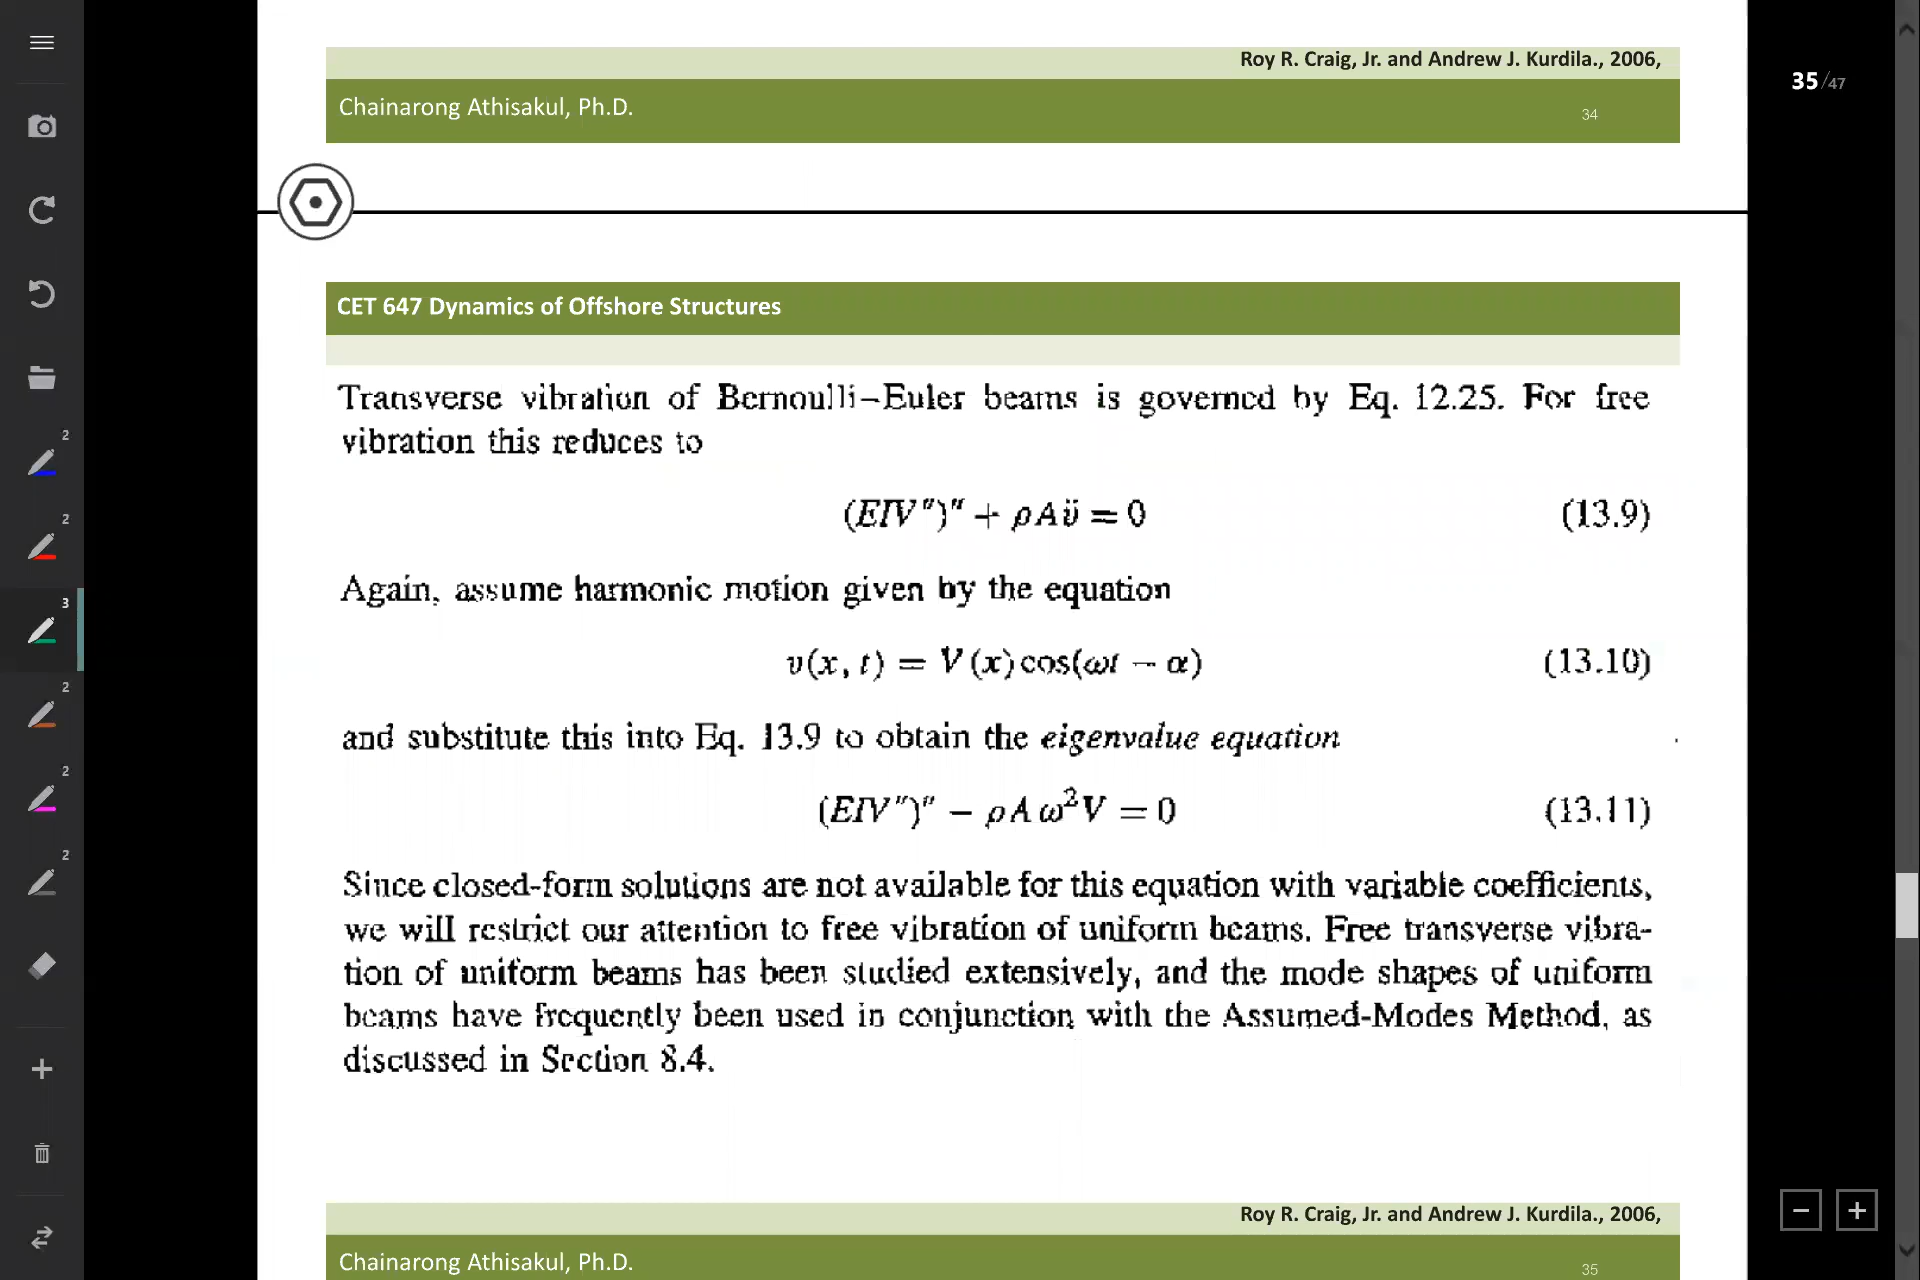 Roy R. Craig, Jr. and Andrew J. Kurdila., 2006,
35/47
Chainarong Athisakul, Ph.D.
34
CET 647 Dynamics of Offshore Structures
Transverse vibration of Bernoulli–Euler beams is governed by Eq. 12.25. For free
vibration this reduces to
(EIV″)″ + ρAv̈ = 0 (13.9)
Again, assume harmonic motion given by the equation
v(x, t) = V(x) cos(ωt − α) (13.10)
and substitute this into Eq. 13.9 to obtain the eigenvalue equation
(EIV″)″ − ρAω²V = 0 (13.11)
Since closed-form solutions are not available for this equation with variable coefficients,
we will restrict our attention to free vibration of uniform beams. Free transverse vibra-
tion of uniform beams has been studied extensively, and the mode shapes of uniform
beams have frequently been used in conjunction with the Assumed-Modes Method, as
discussed in Section 8.4.
Roy R. Craig, Jr. and Andrew J. Kurdila., 2006,
Chainarong Athisakul, Ph.D.
35
2
2
3
2
2
2